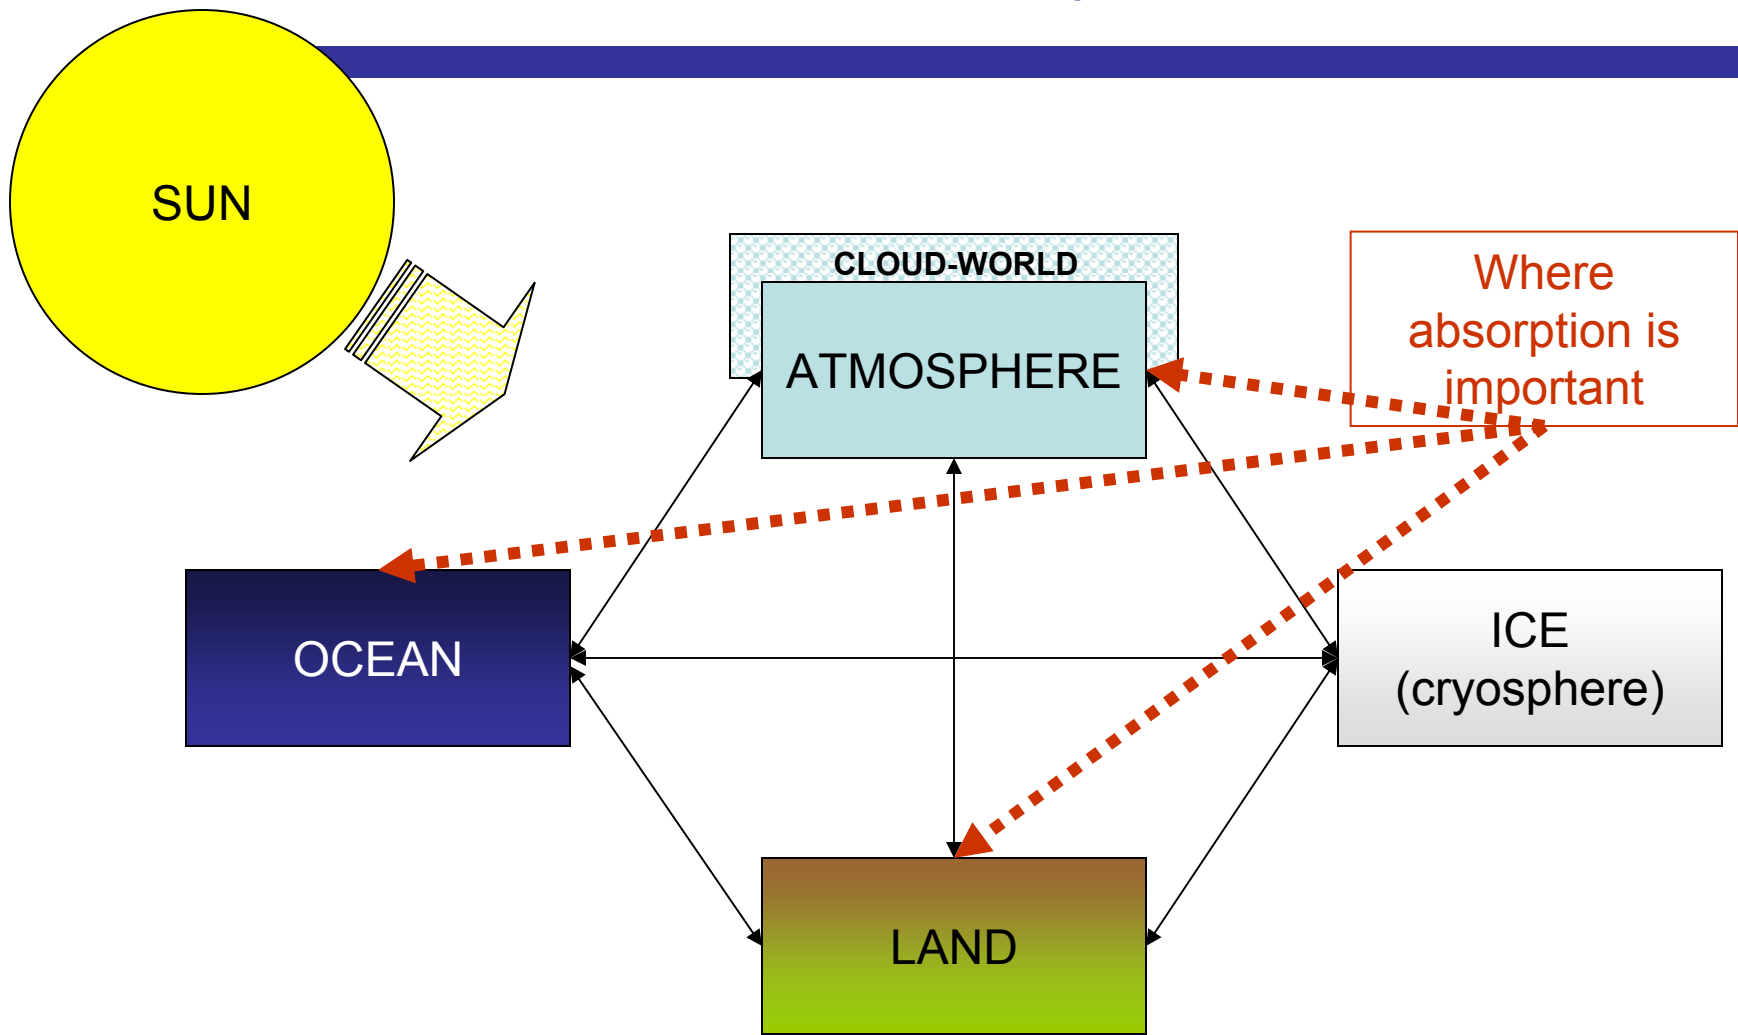 SUN
CLOUD-WORLD
ATMOSPHERE
Where
absorption is
important
OCEAN
ICE
(cryosphere)
LAND